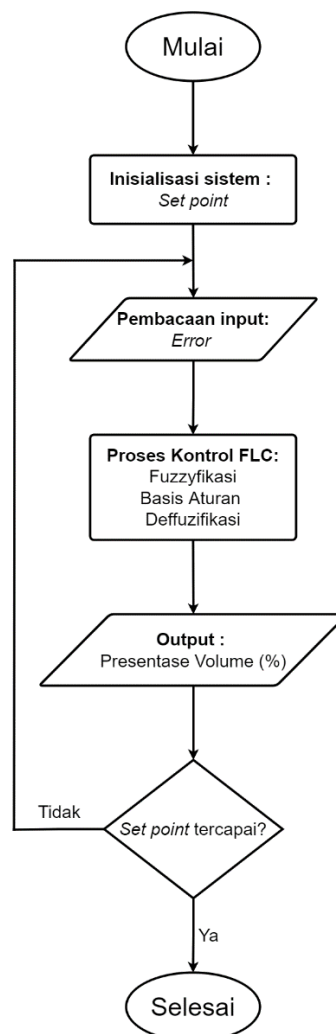 Mulai
Inisialisasi sistem :
Set point
Pembacaan input:
Error
Proses Kontrol FLC:
Fuzzyfikasi
Basis Aturan
Deffuzifikasi
Output :
Presentase Volume (%)
Tidak
Set point tercapai?
Ya
Selesai